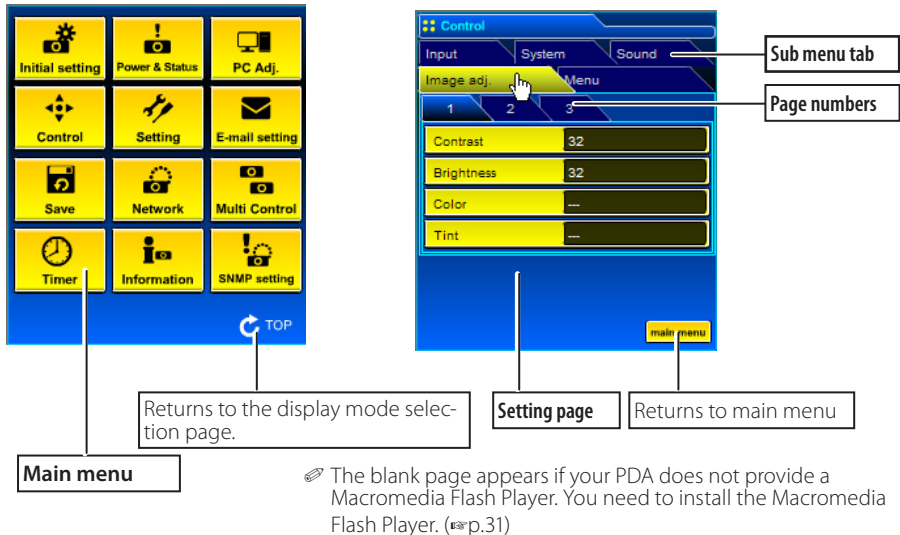 Initial setting
Power & Status
PC Adj.
Control
Setting
E-mail setting
Save
Network
Multi Control
Timer
Information
SNMP setting
TOP
Returns to the display mode selec-
tion page.
Main menu
Control
Input
System
Sound
Image adj.
Menu
1
2
3
Contrast
32
Brightness
32
Color
---
Tint
---
main menu
Sub menu tab
Page numbers
Setting page
Returns to main menu
✐ The blank page appears if your PDA does not provide a
Macromedia Flash Player. You need to install the Macromedia
Flash Player. (☞p.31)